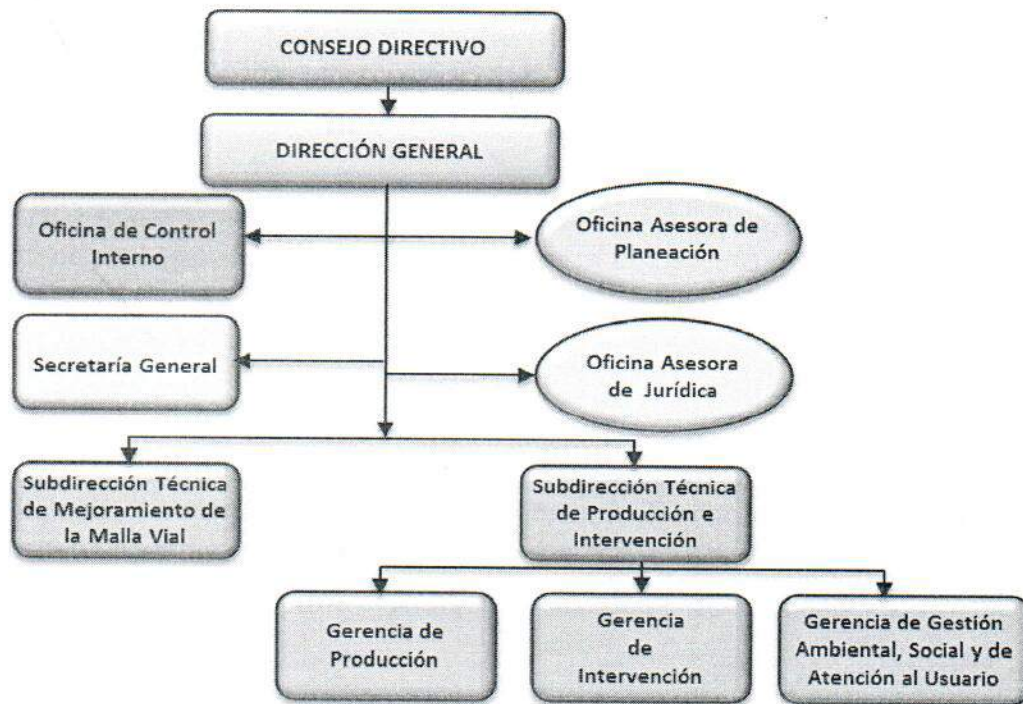 CONSEJO DIRECTIVO
DIRECCIÓN GENERAL
Oficina de Control
Interno
Oficina Asesora de
Planeación
Secretaría General
Oficina Asesora
de Jurídica
Subdirección Técnica
de Mejoramiento de
la Malla Vial
Subdirección Técnica
de Producción e
Intervención
Gerencia de
Producción
Gerencia
de
Intervención
Gerencia de Gestión
Ambiental, Social y de
Atención al Usuario